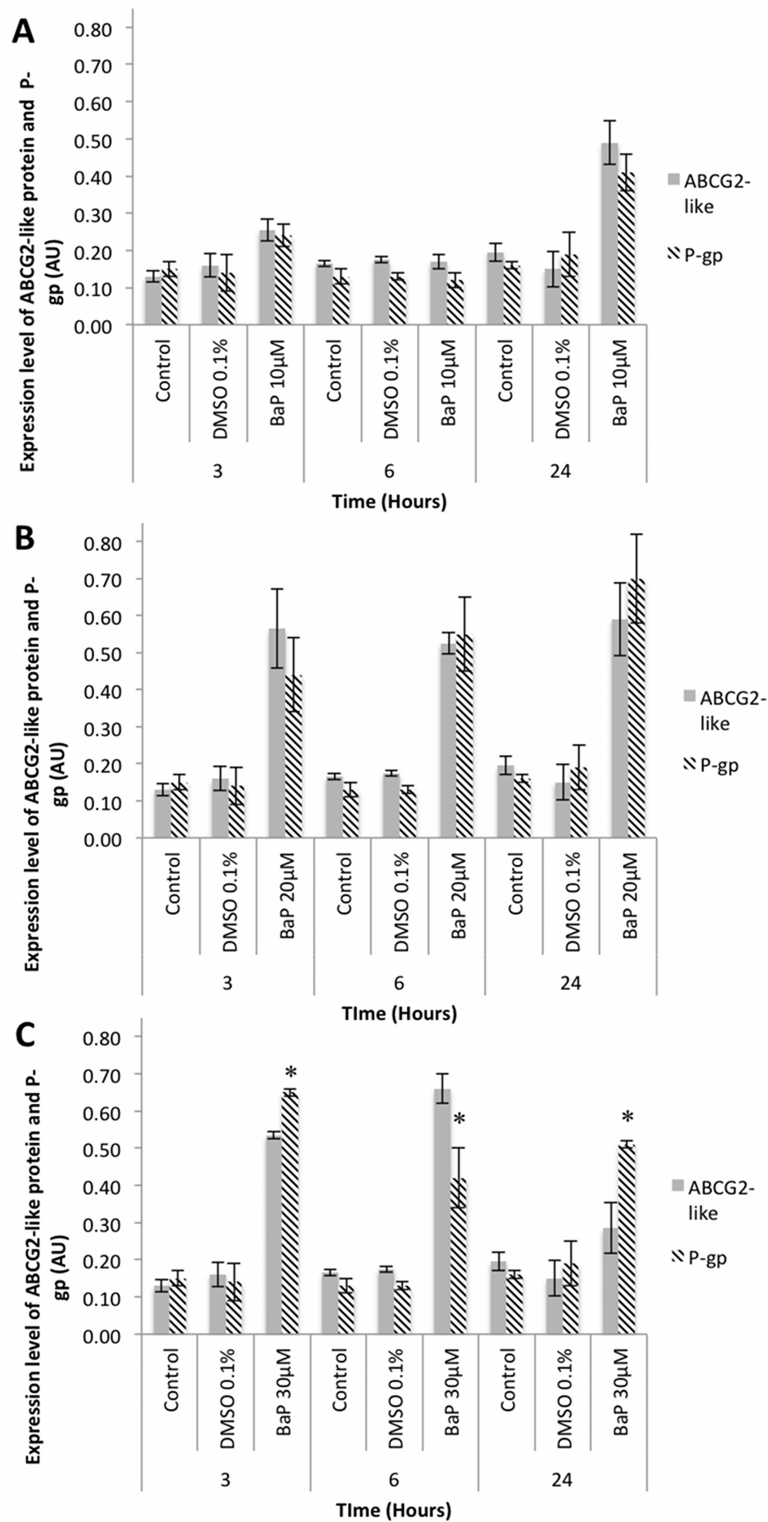 A
Expression level of ABCG2-like protein and P-
gp (AU)
0.80
0.70
0.60
0.50
0.40
0.30
0.20
0.10
0.00
Control
DMSO 0.1%
BaP 10μM
Control
DMSO 0.1%
BaP 10μM
Control
DMSO 0.1%
BaP 10μM
3
6
24
Time (Hours)
ABCG2-
like
P-gp
B
Expression level of ABCG2-like protein and P-
gp (AU)
0.80
0.70
0.60
0.50
0.40
0.30
0.20
0.10
0.00
Control
DMSO 0.1%
BaP 20μM
Control
DMSO 0.1%
BaP 20μM
Control
DMSO 0.1%
BaP 20μM
3
6
24
TIme (Hours)
ABCG2-
like
P-gp
C
Expression level of ABCG2-like protein and P-
gp (AU)
0.80
0.70
0.60
0.50
0.40
0.30
0.20
0.10
0.00
*
*
*
Control
DMSO 0.1%
BaP 30μM
Control
DMSO 0.1%
BaP 30μM
Control
DMSO 0.1%
BaP 30μM
3
6
24
TIme (Hours)
ABCG2-
like
P-gp